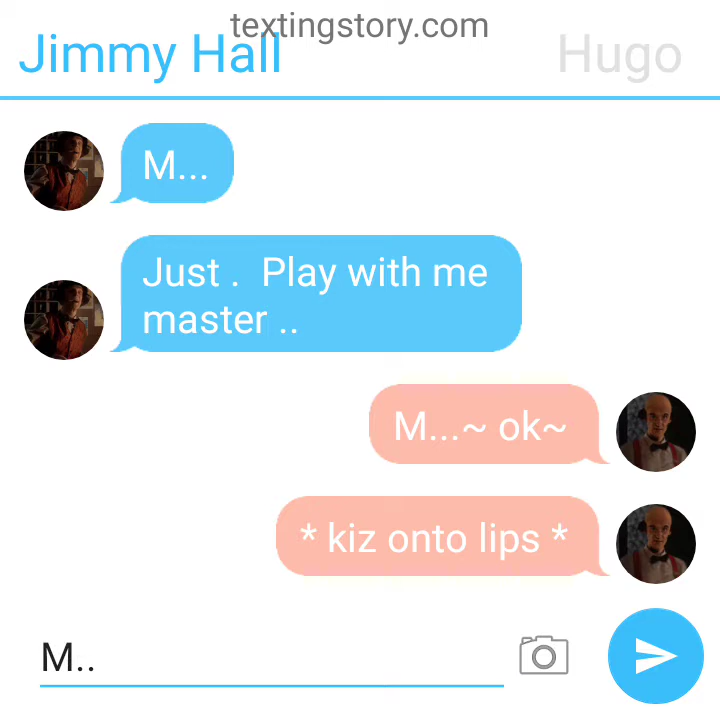 textingstory.com
Jimmy Hall
Hugo
M...
Just .  Play with me
master ..
M...~ ok~
* kiz onto lips *
M..